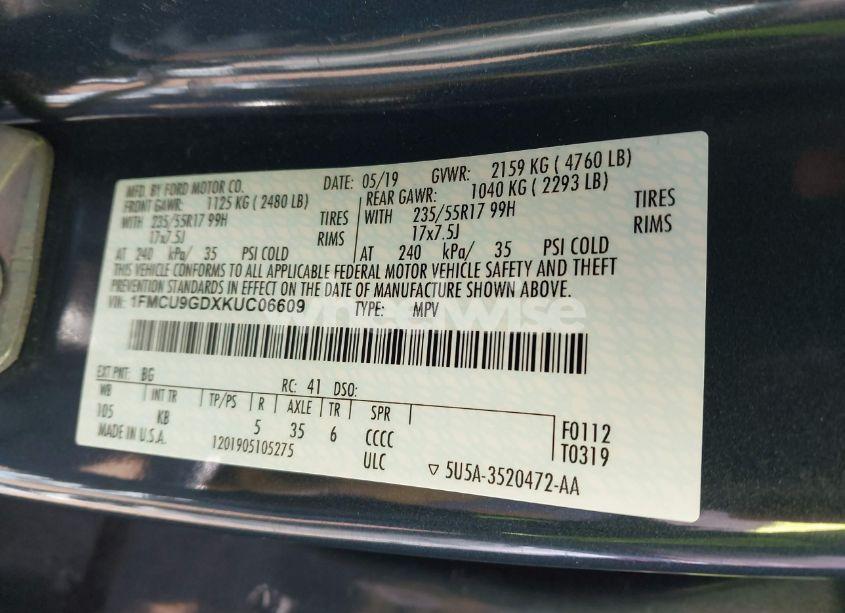 MFD. BY FORD MOTOR CO.
DATE: 05/19 GVWR: 2159 KG ( 4760 LB)
FRONT GAWR: 1125 KG ( 2480 LB)
WITH 235/55R17 99H TIRES
17x7.5J RIMS
AT 240 kPa/ 35 PSI COLD
REAR GAWR: 1040 KG ( 2293 LB)
WITH 235/55R17 99H TIRES
17x7.5J RIMS
AT 240 kPa/ 35 PSI COLD
THIS VEHICLE CONFORMS TO ALL APPLICABLE FEDERAL MOTOR VEHICLE SAFETY AND THEFT
PREVENTION STANDARDS IN EFFECT ON THE DATE OF MANUFACTURE SHOWN ABOVE.
VIN: 1FMCU9GDXKUC06609 TYPE: MPV
wheelwise
EXT PNT: BG RC: 41 DSO:
WB INT TR TP/PS R AXLE TR SPR
105 KB 5 35 6 CCCC
MADE IN U.S.A. 1201905105275 ULC
F0112
T0319
▽ 5U5A-3520472-AA